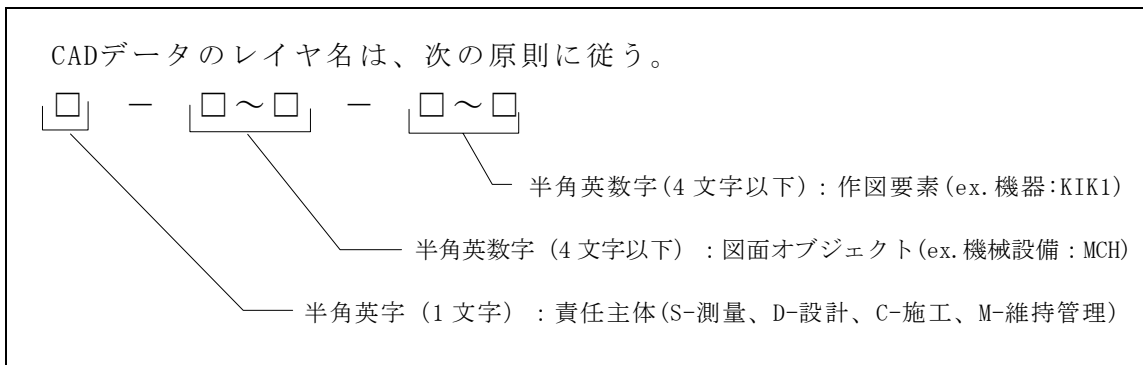 CADデータのレイヤ名は、次の原則に従う。
□ － □～□ － □～□
半角英数字(4文字以下)：作図要素(ex.機器:KIK1)
半角英数字（4文字以下）：図面オブジェクト(ex.機械設備：MCH)
半角英字（1文字）：責任主体(S-測量、D-設計、C-施工、M-維持管理)